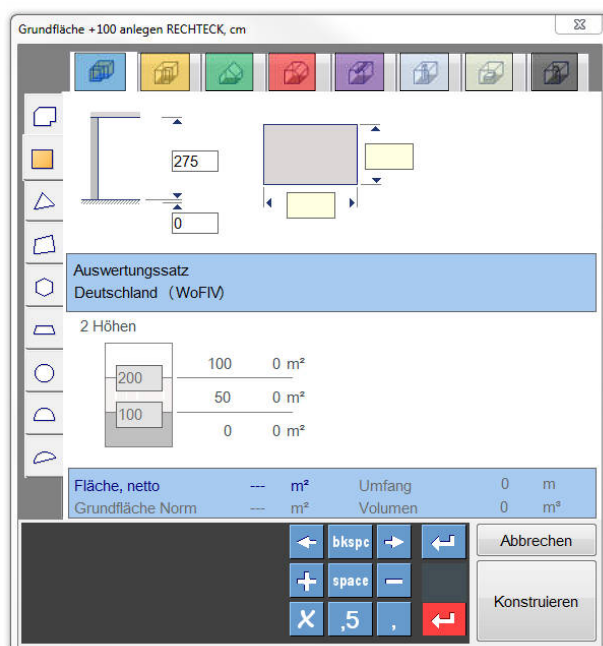 Grundfläche +100 anlegen RECHTECK, cm
275
0
Auswertungssatz
Deutschland (WoFIV)
2 Höhen
200 100 0 m²
100 50 0 m²
0 0 m²
Fläche, netto --- m² Umfang 0 m
Grundfläche Norm --- m² Volumen 0 m³
bkspc Abbrechen
+ space −
X ,5 , Konstruieren